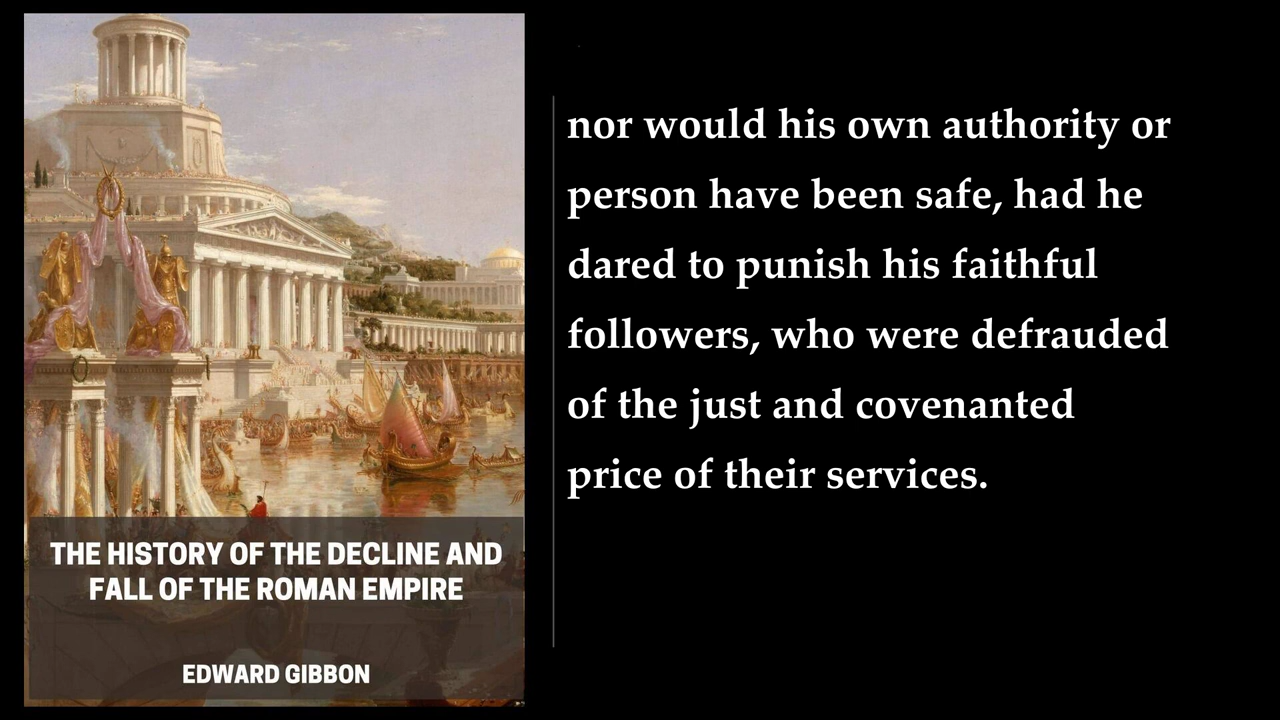 THE HISTORY OF THE DECLINE AND
FALL OF THE ROMAN EMPIRE
EDWARD GIBBON
nor would his own authority or
person have been safe, had he
dared to punish his faithful
followers, who were defrauded
of the just and covenanted
price of their services.